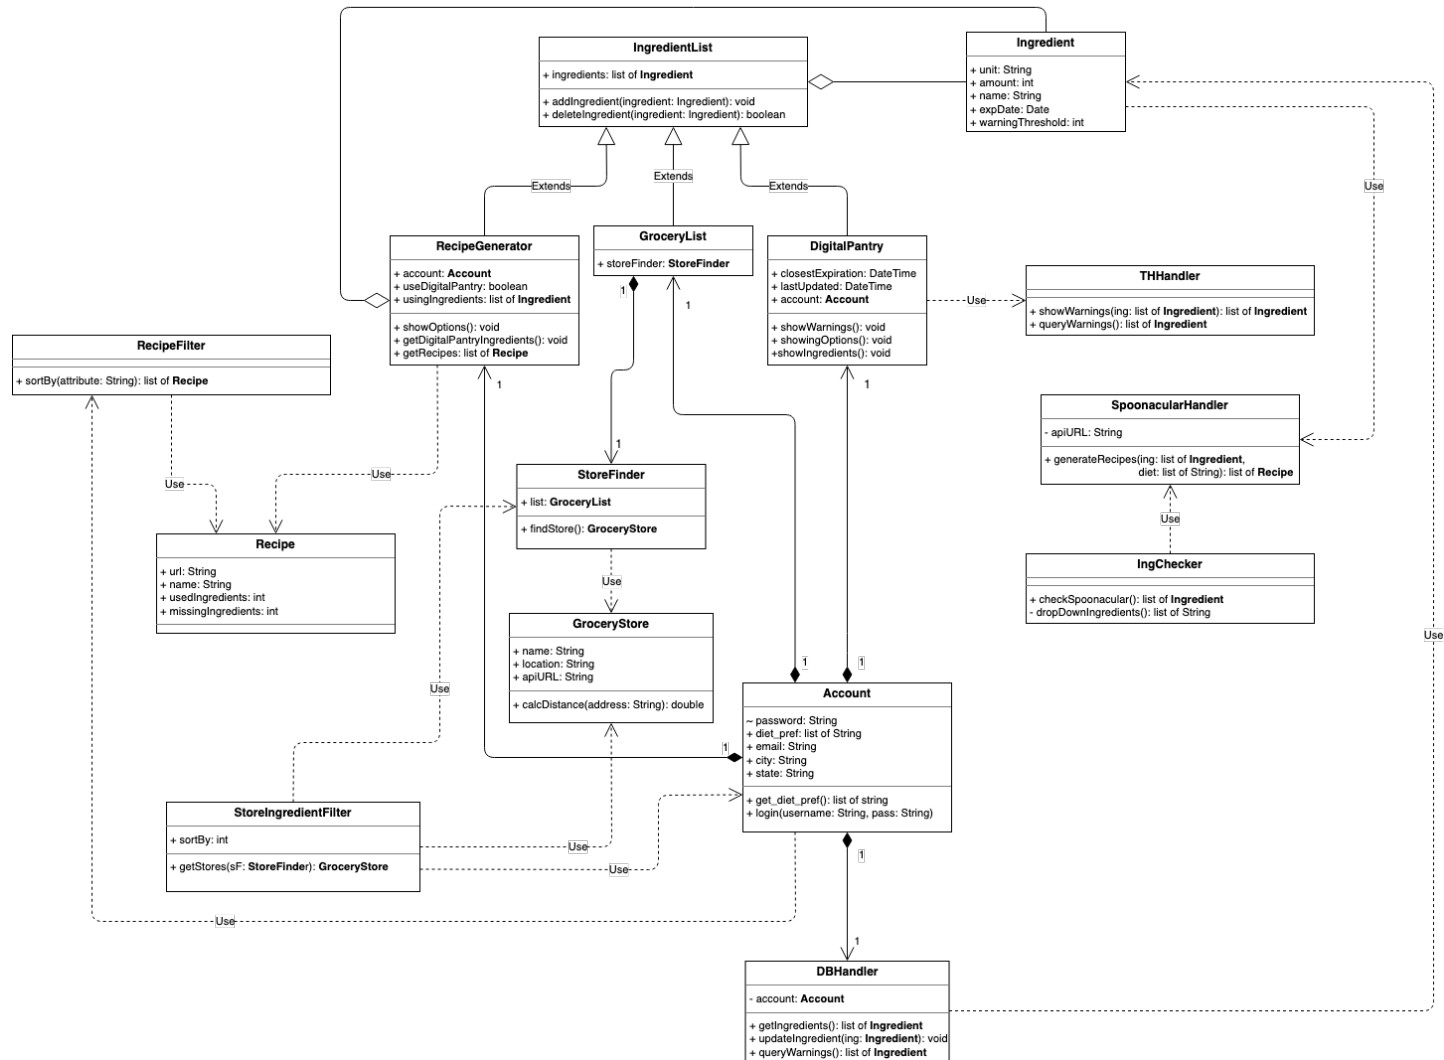 IngredientList
+ ingredients: list of Ingredient
+ addIngredient(ingredient: Ingredient): void
+ deleteIngredient(ingredient: Ingredient): boolean
Ingredient
+ unit: String
+ amount: int
+ name: String
+ expDate: Date
+ warningThreshold: int
Extends
Extends
Extends
Use
RecipeGenerator
+ account: Account
+ useDigitalPantry: boolean
+ usingIngredients: list of Ingredient
+ showOptions(): void
+ getDigitalPantryIngredients(): void
+ getRecipes: list of Recipe
GroceryList
+ storeFinder: StoreFinder
DigitalPantry
+ closestExpiration: DateTime
+ lastUpdated: DateTime
+ account: Account
+ showWarnings(): void
+ showingOptions(): void
+showIngredients(): void
Use
THHandler
+ showWarnings(ing: list of Ingredient): list of Ingredient
+ queryWarnings(): list of Ingredient
1
1
RecipeFilter
+ sortBy(attribute: String): list of Recipe
1
1
SpoonacularHandler
- apiURL: String
+ generateRecipes(ing: list of Ingredient,
diet: list of String): list of Recipe
1
Use
Use
StoreFinder
+ list: GroceryList
+ findStore(): GroceryStore
Use
Recipe
+ url: String
+ name: String
+ usedIngredients: int
+ missingIngredients: int
IngChecker
+ checkSpoonacular(): list of Ingredient
- dropDownIngredients(): list of String
Use
GroceryStore
+ name: String
+ location: String
+ apiURL: String
+ calcDistance(address: String): double
Use
Use
1
1
1
Account
~ password: String
+ diet_pref: list of String
+ email: String
+ city: String
+ state: String
+ get_diet_pref(): list of string
+ login(username: String, pass: String)
StoreIngredientFilter
+ sortBy: int
+ getStores(sF: StoreFinder): GroceryStore
Use
Use
1
Use
1
DBHandler
- account: Account
+ getIngredients(): list of Ingredient
+ updateIngredient(ing: Ingredient): void
+ queryWarnings(): list of Ingredient